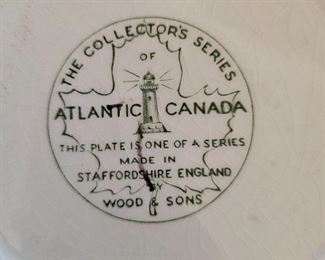 THE COLLECTOR'S SERIES
OF
ATLANTIC CANADA
THIS PLATE IS ONE OF A SERIES
MADE IN
STAFFORDSHIRE ENGLAND
BY
WOOD & SONS